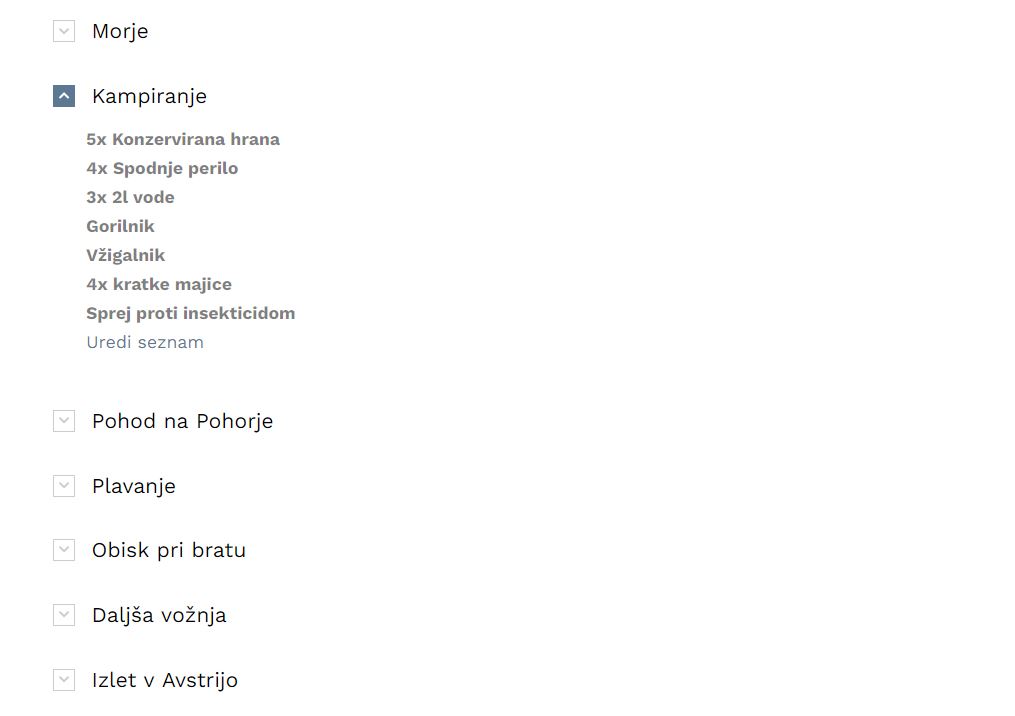 Morje
Kampiranje
5x Konzervirana hrana
4x Spodnje perilo
3x 2l vode
Gorilnik
Vžigalnik
4x kratke majice
Sprej proti insekticidom
Uredi seznam
Pohod na Pohorje
Plavanje
Obisk pri bratu
Daljša vožnja
Izlet v Avstrijo